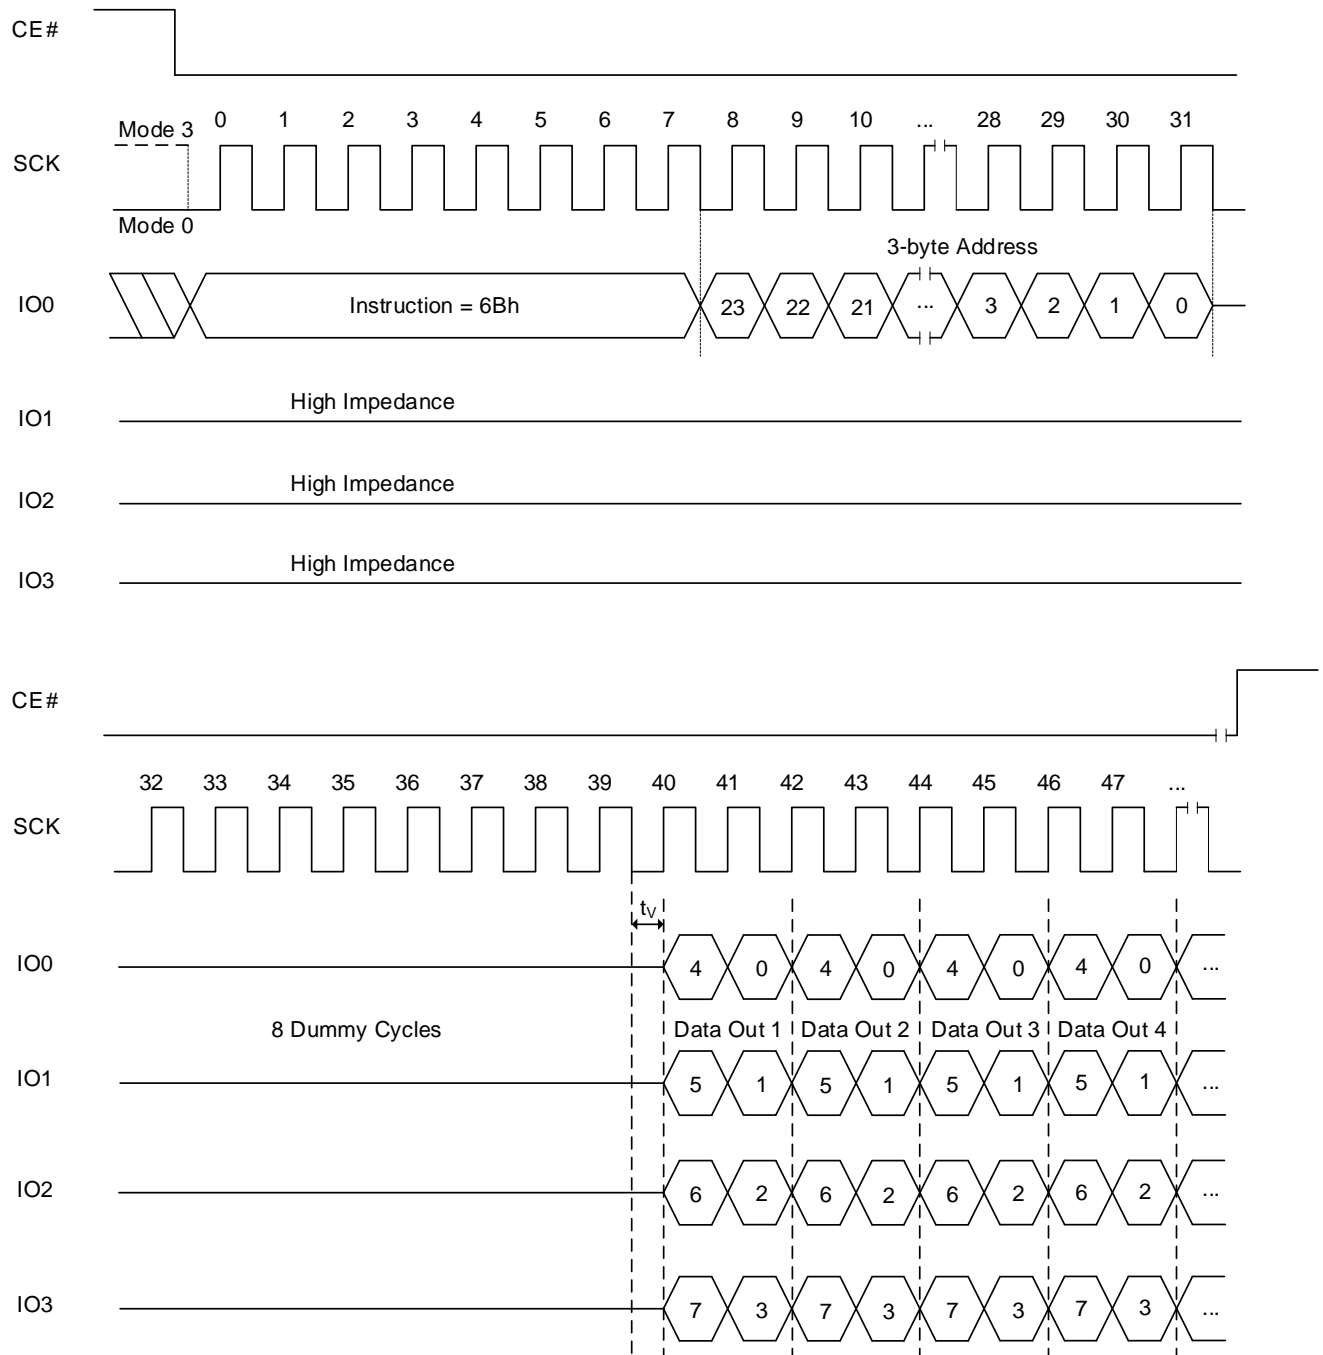 CE#
Mode 3 0 1 2 3 4 5 6 7 8 9 10 ... 28 29 30 31
SCK
Mode 0
3-byte Address
IO0 Instruction = 6Bh 23 22 21 ... 3 2 1 0
High Impedance
IO1
High Impedance
IO2
High Impedance
IO3
CE#
32 33 34 35 36 37 38 39 40 41 42 43 44 45 46 47 ...
SCK
tV
IO0 4 0 4 0 4 0 4 0 ...
8 Dummy Cycles Data Out 1 Data Out 2 Data Out 3 Data Out 4
IO1 5 1 5 1 5 1 5 1 ...
IO2 6 2 6 2 6 2 6 2 ...
IO3 7 3 7 3 7 3 7 3 ...